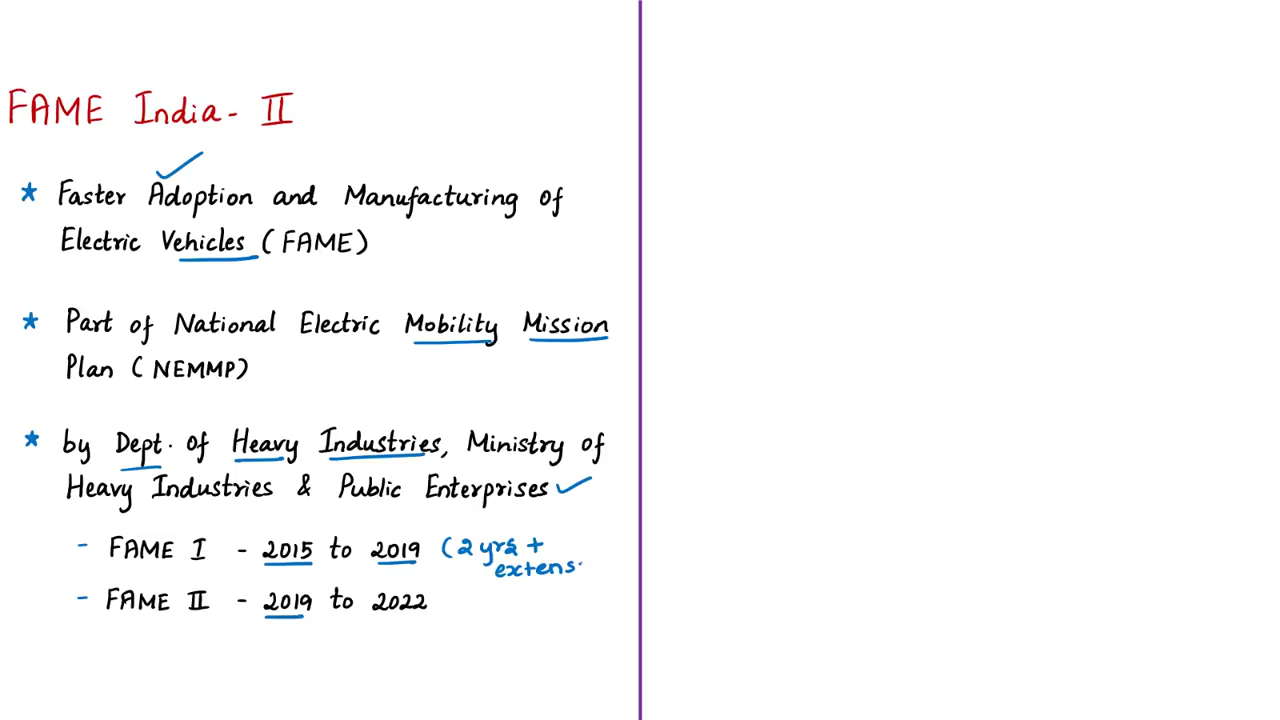 FAME India - II
* Faster Adoption and Manufacturing of
Electric Vehicles (FAME)
* Part of National Electric Mobility Mission
Plan (NEMMP)
* by Dept. of Heavy Industries, Ministry of
Heavy Industries & Public Enterprises
- FAME I - 2015 to 2019 (2 yrs +
extens.
- FAME II - 2019 to 2022